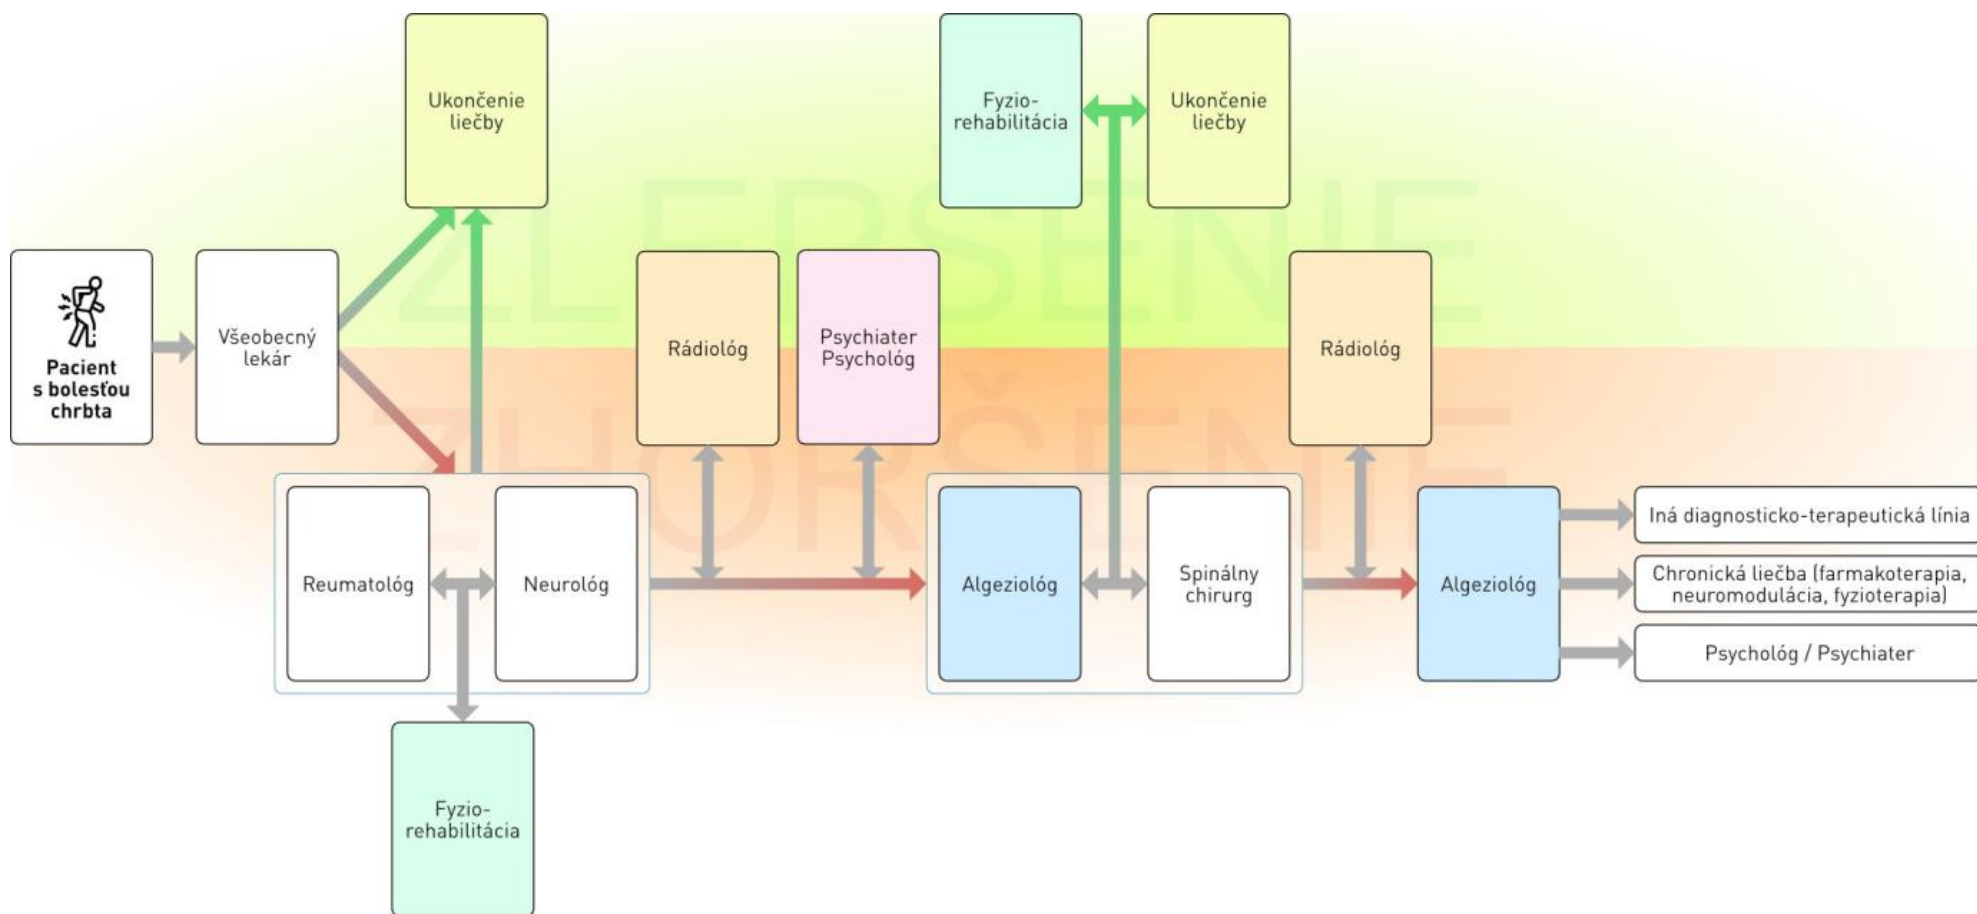 Ukončenie
liečby
Fyzio-
rehabilitácia
Ukončenie
liečby
ZLEPŠENIE
Pacient
s bolesťou
chrbta
Všeobecný
lekár
Rádiológ
Psychiater
Psychológ
Rádiológ
ZHORŠENIE
Reumatológ
Neurológ
Algeziológ
Spinálny
chirurg
Algeziológ
Iná diagnosticko-terapeutická línia
Chronická liečba (farmakoterapia,
neuromodulácia, fyzioterapia)
Psychológ / Psychiater
Fyzio-
rehabilitácia